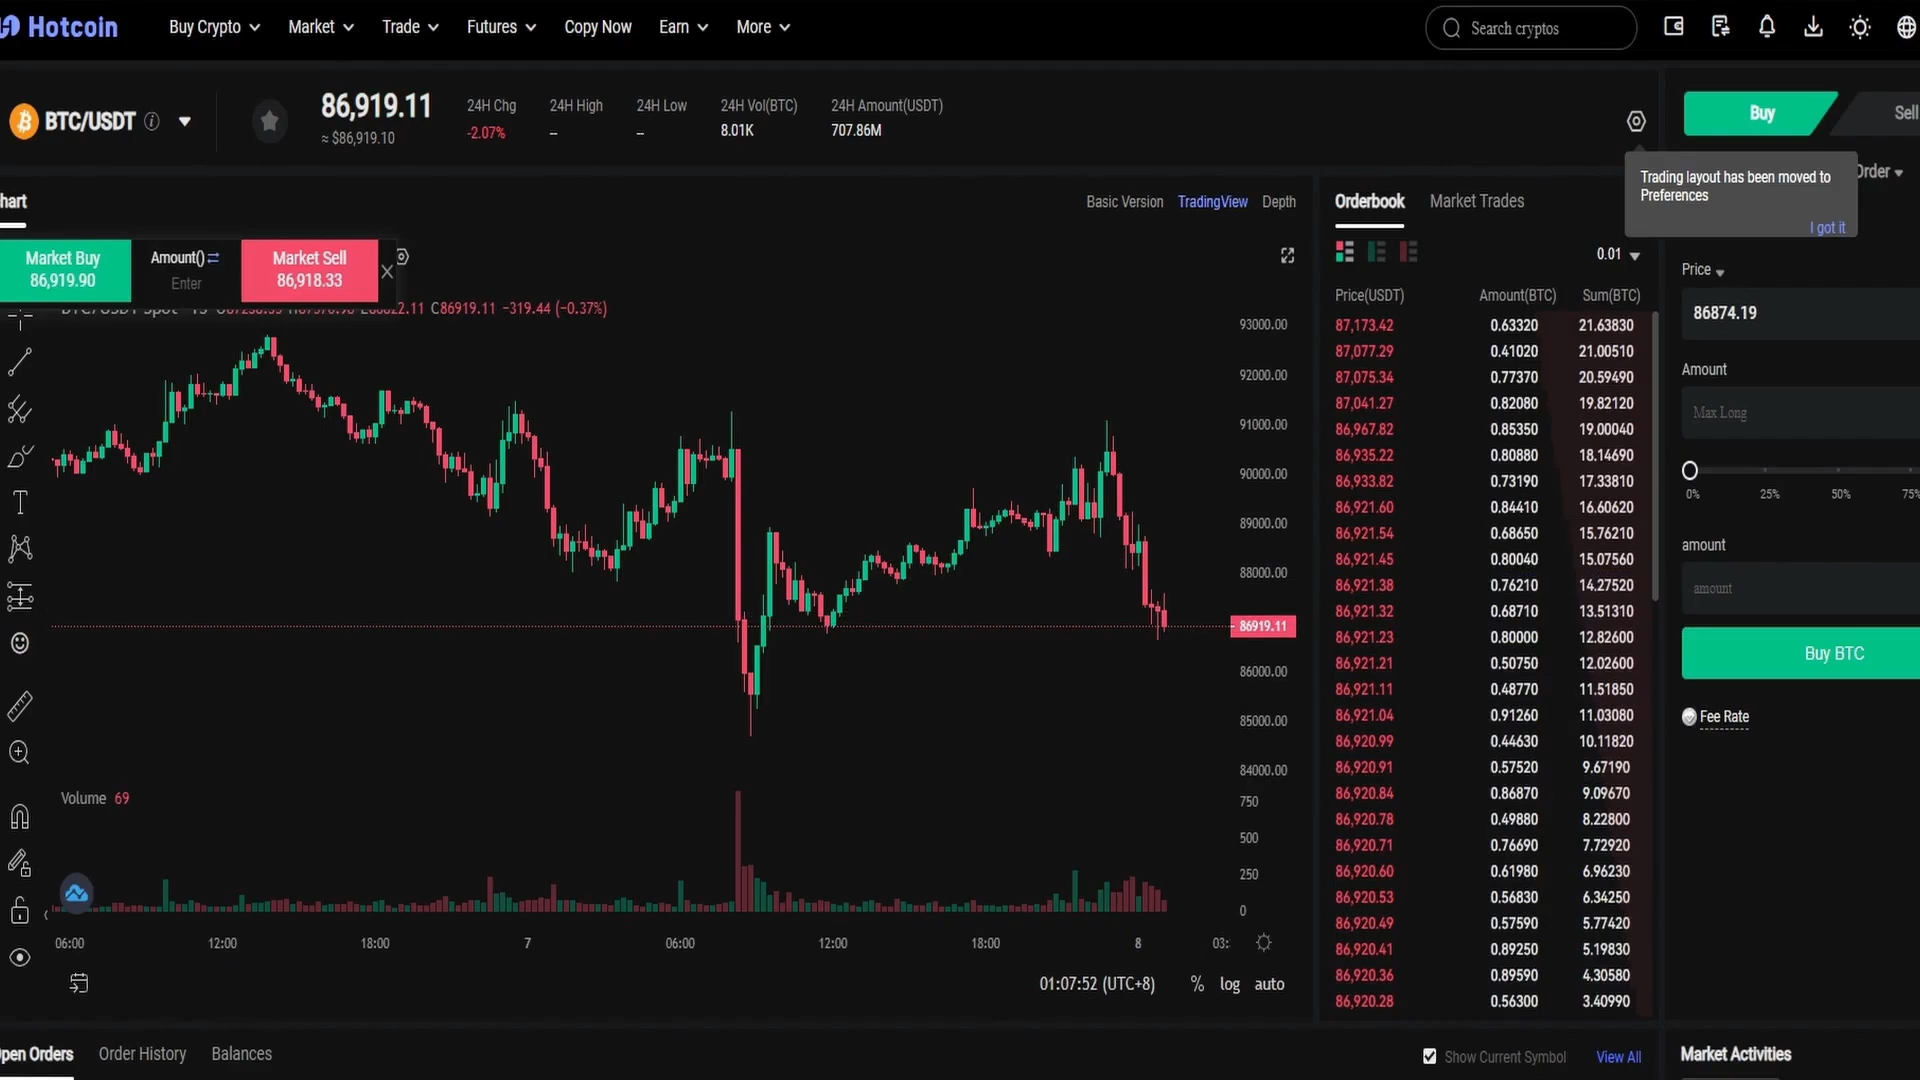 Hotcoin
Buy Crypto
Market
Trade
Futures
Copy Now
Earn
More
Search cryptos
BTC/USDT
86,919.11
≈ $86,919.10
24H Chg
-2.07%
24H High
--
24H Low
--
24H Vol(BTC)
8.01K
24H Amount(USDT)
707.86M
Buy
Sell
Trading layout has been moved to
Preferences
I got it
Order
hart
Basic Version
TradingView
Depth
Market Buy
86,919.90
Amount()
Enter
Market Sell
86,918.33
C86919.11 −319.44 (−0.37%)
93000.00
92000.00
91000.00
90000.00
89000.00
88000.00
86919.11
86000.00
85000.00
84000.00
Volume 69
750
500
250
0
06:00
12:00
18:00
7
06:00
12:00
18:00
8
03:
01:07:52 (UTC+8)
%
log
auto
Orderbook
Market Trades
0.01
Price(USDT) Amount(BTC) Sum(BTC)
87,173.42 0.63320 21.63830
87,077.29 0.41020 21.00510
87,075.34 0.77370 20.59490
87,041.27 0.82080 19.82120
86,967.82 0.85350 19.00040
86,935.22 0.80880 18.14690
86,933.82 0.73190 17.33810
86,921.60 0.84410 16.60620
86,921.54 0.68650 15.76210
86,921.45 0.80040 15.07560
86,921.38 0.76210 14.27520
86,921.32 0.68710 13.51310
86,921.23 0.80000 12.82600
86,921.21 0.50750 12.02600
86,921.11 0.48770 11.51850
86,921.04 0.91260 11.03080
86,920.99 0.44630 10.11820
86,920.91 0.57520 9.67190
86,920.84 0.86870 9.09670
86,920.78 0.49880 8.22800
86,920.71 0.76690 7.72920
86,920.60 0.61980 6.96230
86,920.53 0.56830 6.34250
86,920.49 0.57590 5.77420
86,920.41 0.89250 5.19830
86,920.36 0.89590 4.30580
86,920.28 0.56300 3.40990
Price
86874.19
Amount
Max Long
0%
25%
50%
75%
amount
amount
Buy BTC
Fee Rate
Open Orders
Order History
Balances
Show Current Symbol
View All
Market Activities